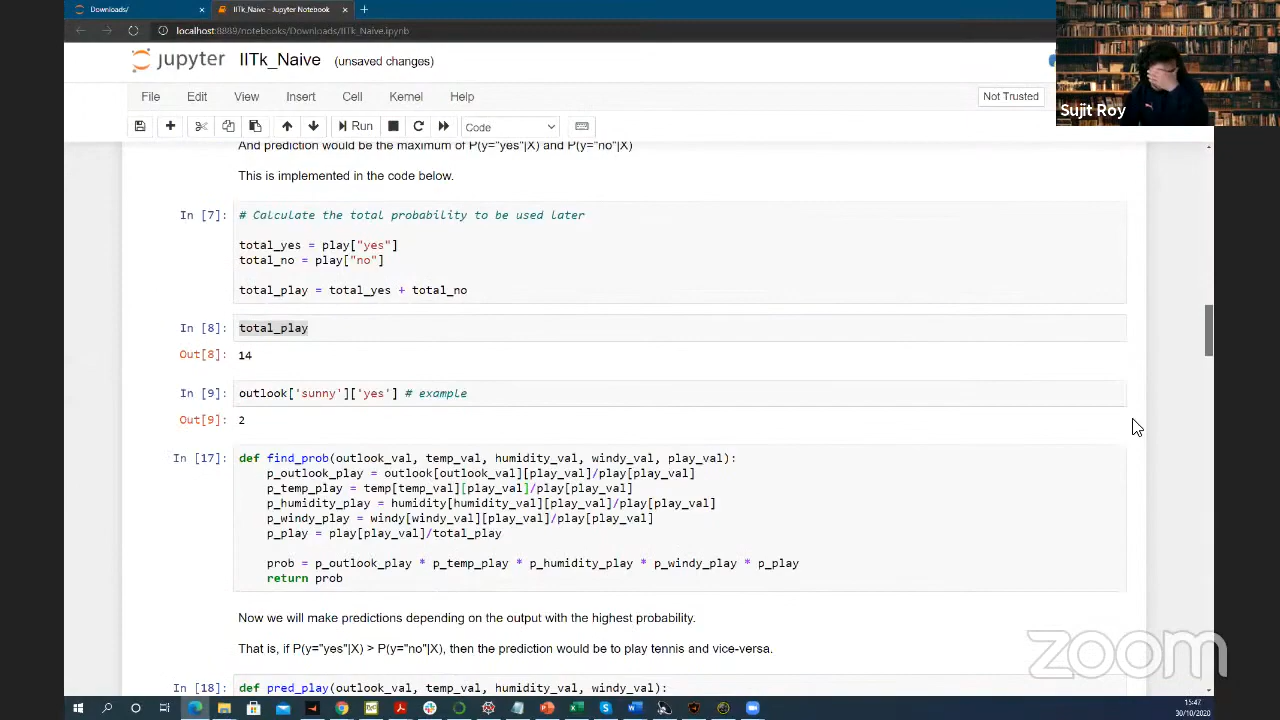 Downloads/
IITk_Naive - Jupyter Notebook
localhost:8889/notebooks/Downloads/IITk_Naive.ipynb
jupyter IITk_Naive (unsaved changes)
Sujit Roy
File Edit View Insert Cell Kernel Help
Not Trusted
Run
Code
And prediction would be the maximum of P(y="yes"|X) and P(y="no"|X)
This is implemented in the code below.
In [7]: # Calculate the total probability to be used later
total_yes = play["yes"]
total_no = play["no"]
total_play = total_yes + total_no
In [8]: total_play
Out[8]: 14
In [9]: outlook['sunny']['yes'] # example
Out[9]: 2
In [17]: def find_prob(outlook_val, temp_val, humidity_val, windy_val, play_val):
p_outlook_play = outlook[outlook_val][play_val]/play[play_val]
p_temp_play = temp[temp_val][play_val]/play[play_val]
p_humidity_play = humidity[humidity_val][play_val]/play[play_val]
p_windy_play = windy[windy_val][play_val]/play[play_val]
p_play = play[play_val]/total_play
prob = p_outlook_play * p_temp_play * p_humidity_play * p_windy_play * p_play
return prob
Now we will make predictions depending on the output with the highest probability.
That is, if P(y="yes"|X) > P(y="no"|X), then the prediction would be to play tennis and vice-versa.
In [18]: def pred_play(outlook_val, temp_val, humidity_val, windy_val):
zoom
15:47
30/10/2020